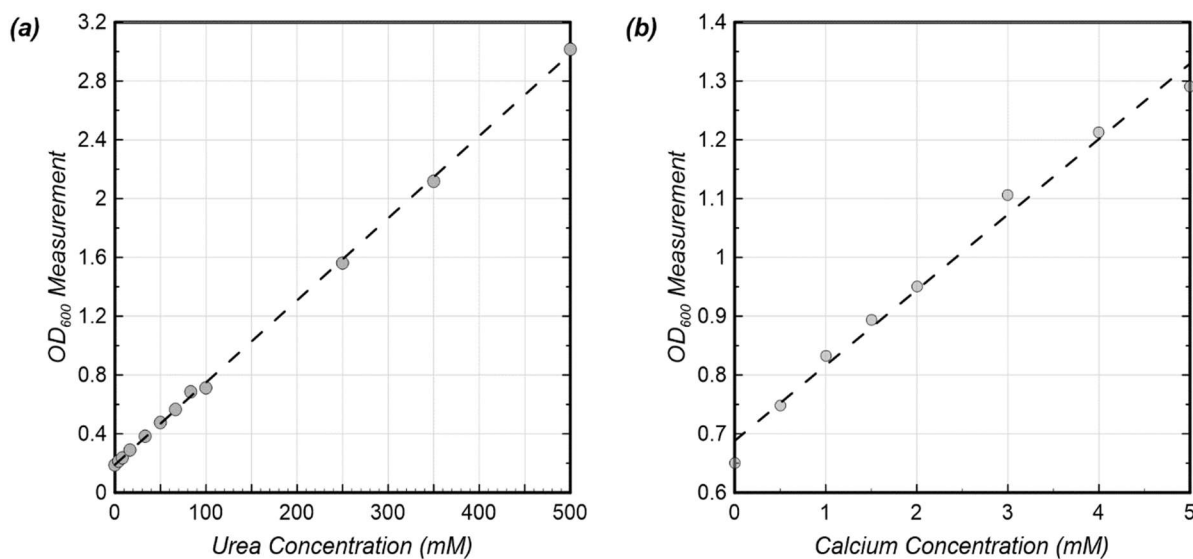 (a)
OD600 Measurement
3.2
2.8
2.4
2
1.6
1.2
0.8
0.4
0
0 100 200 300 400 500
Urea Concentration (mM)
(b)
OD600 Measurement
1.4
1.3
1.2
1.1
1
0.9
0.8
0.7
0.6
0 1 2 3 4 5
Calcium Concentration (mM)